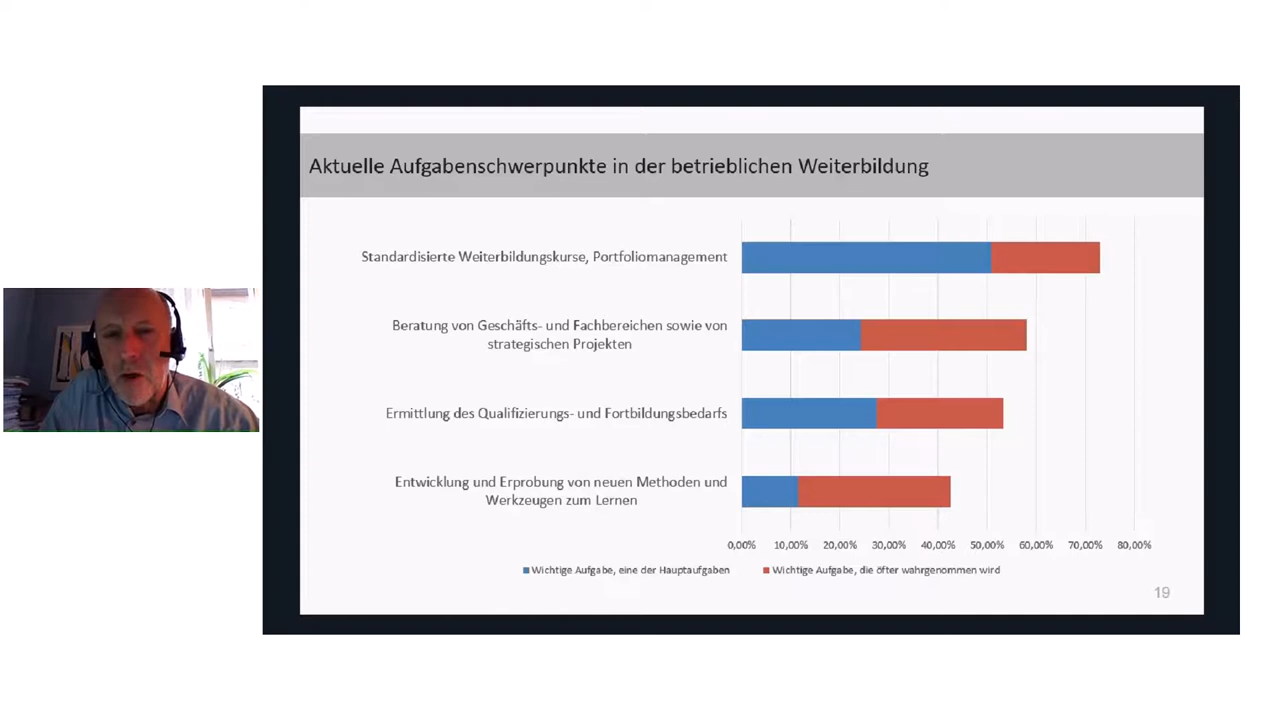 Aktuelle Aufgabenschwerpunkte in der betrieblichen Weiterbildung
Standardisierte Weiterbildungskurse, Portfoliomanagement
Beratung von Geschäfts- und Fachbereichen sowie von
strategischen Projekten
Ermittlung des Qualifizierungs- und Fortbildungsbedarfs
Entwicklung und Erprobung von neuen Methoden und
Werkzeugen zum Lernen
0,00% 10,00% 20,00% 30,00% 40,00% 50,00% 60,00% 70,00% 80,00%
Wichtige Aufgabe, eine der Hauptaufgaben Wichtige Aufgabe, die öfter wahrgenommen wird
19